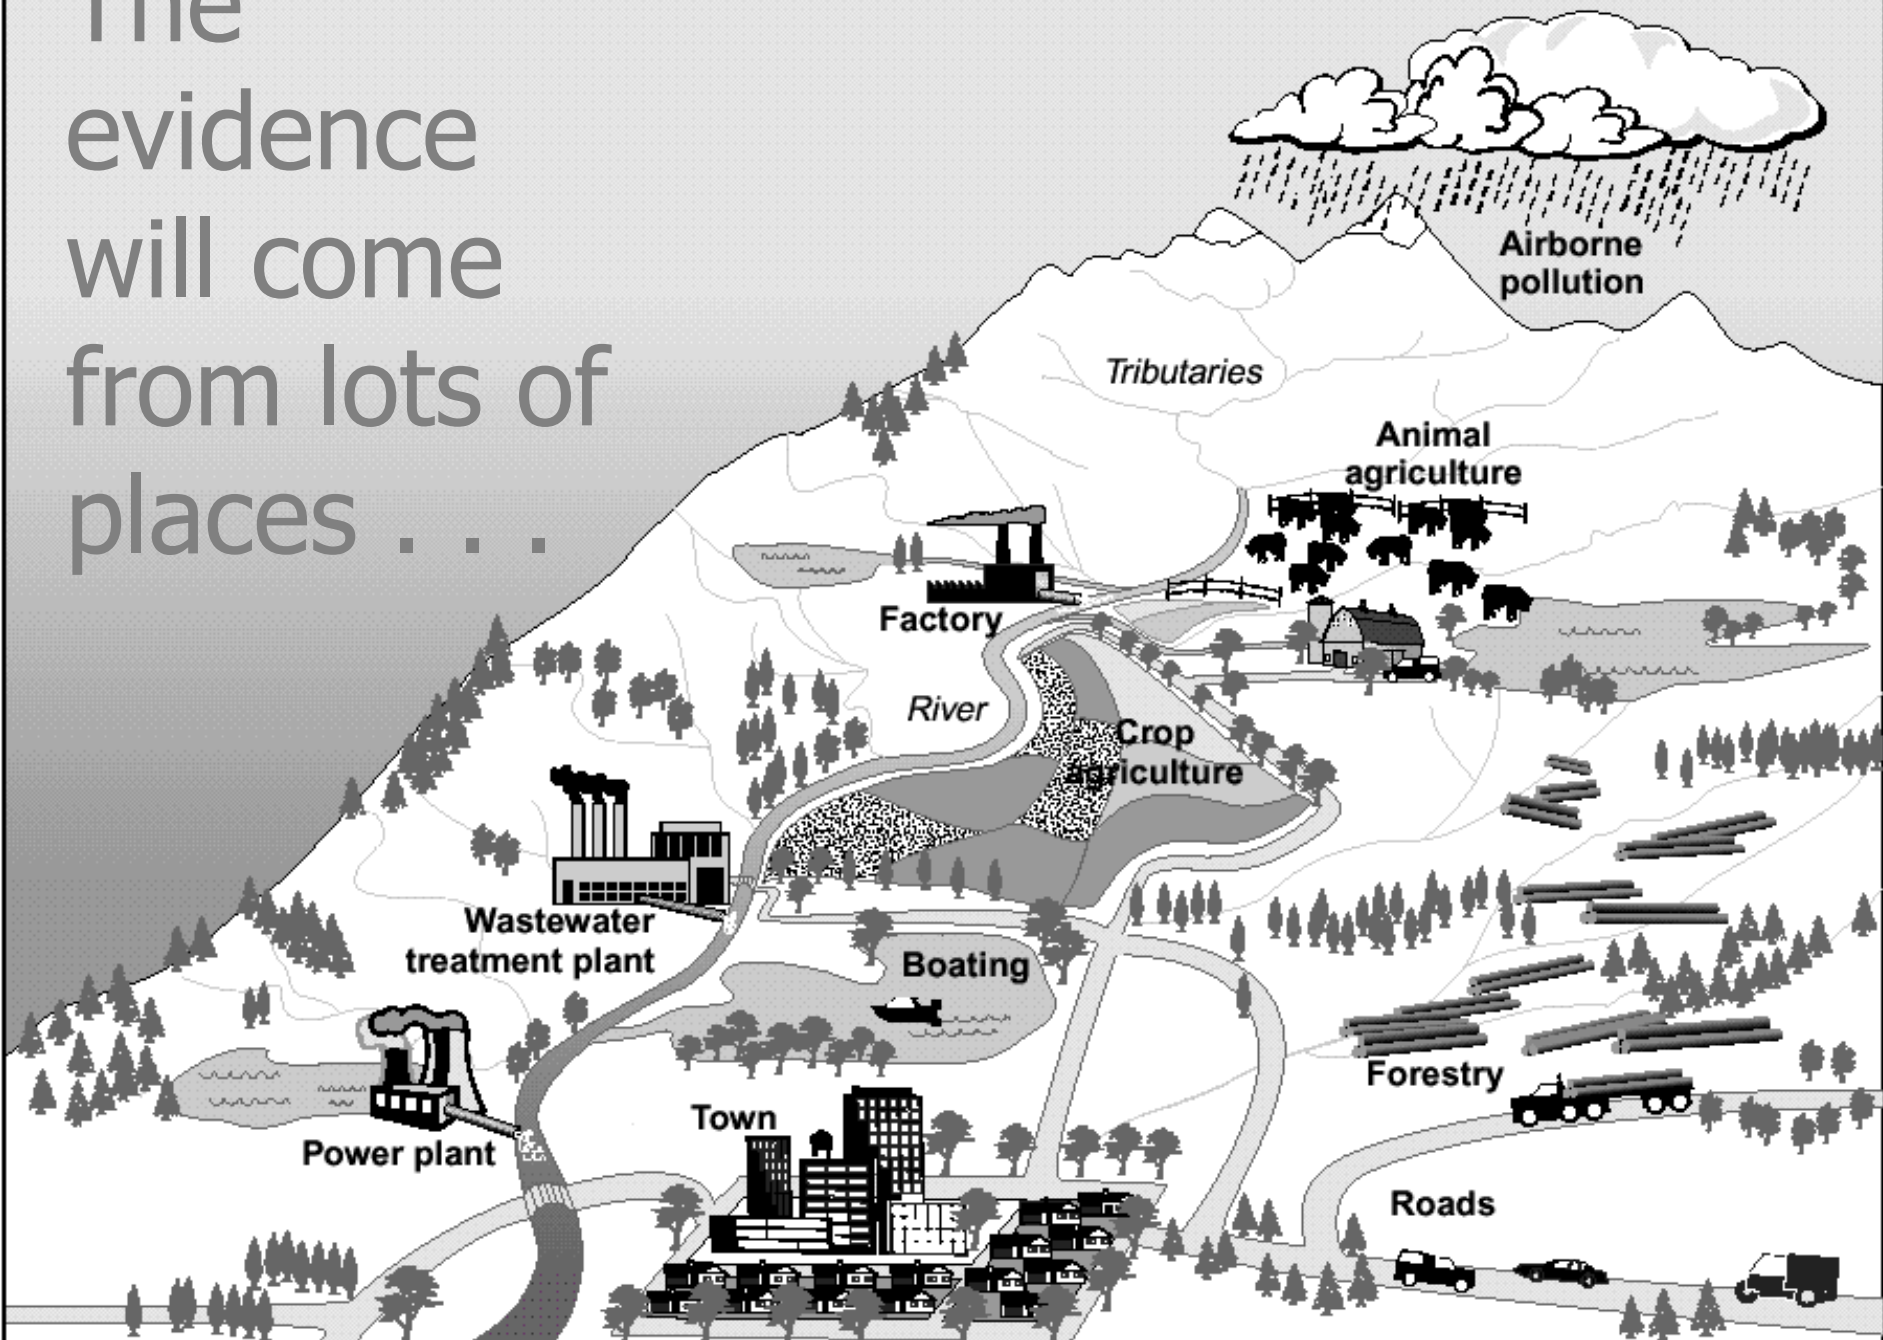 The
evidence
will come
from lots of
places . . .
Airborne
pollution
Tributaries
Animal
agriculture
Factory
River
Crop
agriculture
Wastewater
treatment plant
Boating
Forestry
Town
Power plant
Roads